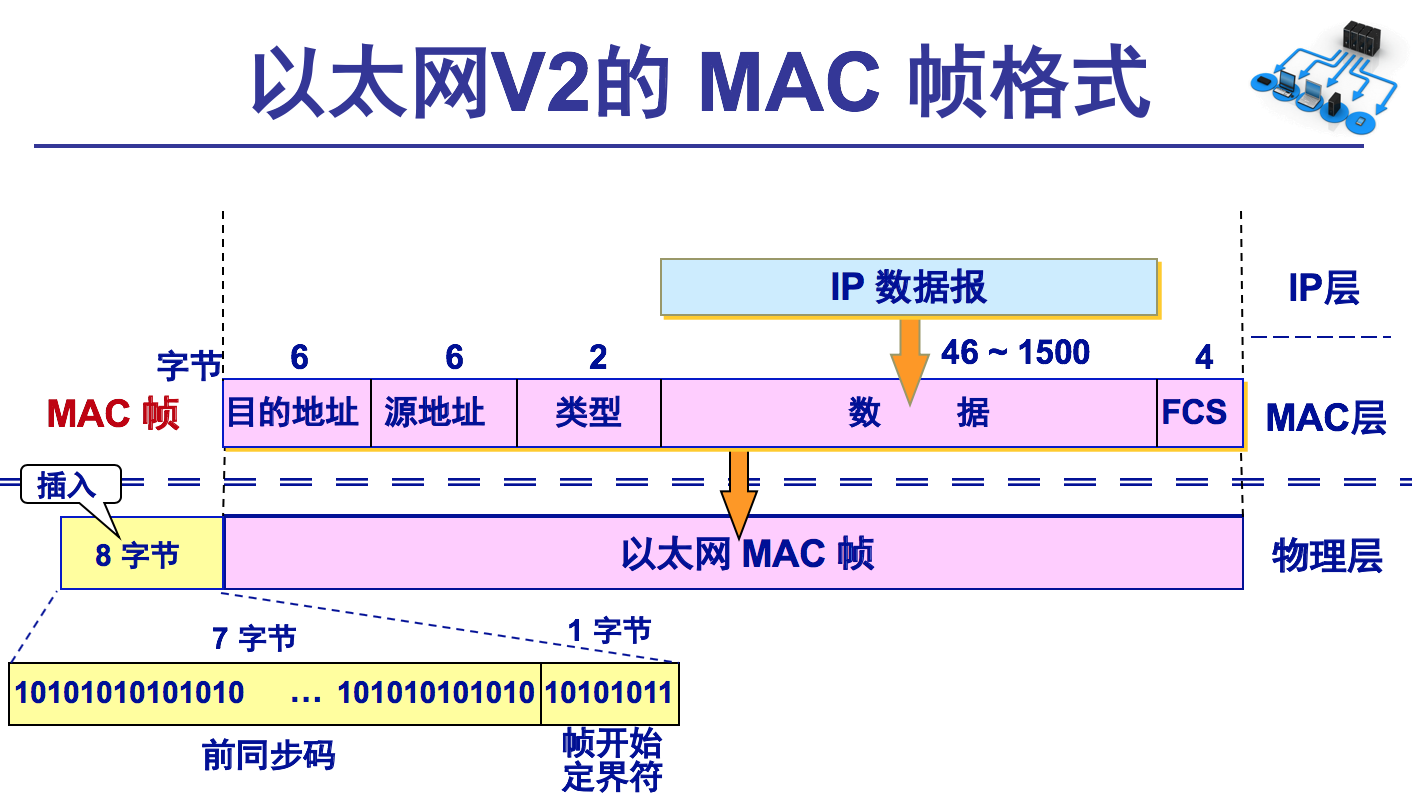 以太网V2的 MAC 帧格式
IP 数据报
IP层
字节
6
6
2
46 ~ 1500
4
MAC 帧
目的地址
源地址
类型
数 据
FCS
MAC层
插入
8 字节
以太网 MAC 帧
物理层
7 字节
1 字节
10101010101010 … 101010101010
10101011
前同步码
帧开始
定界符